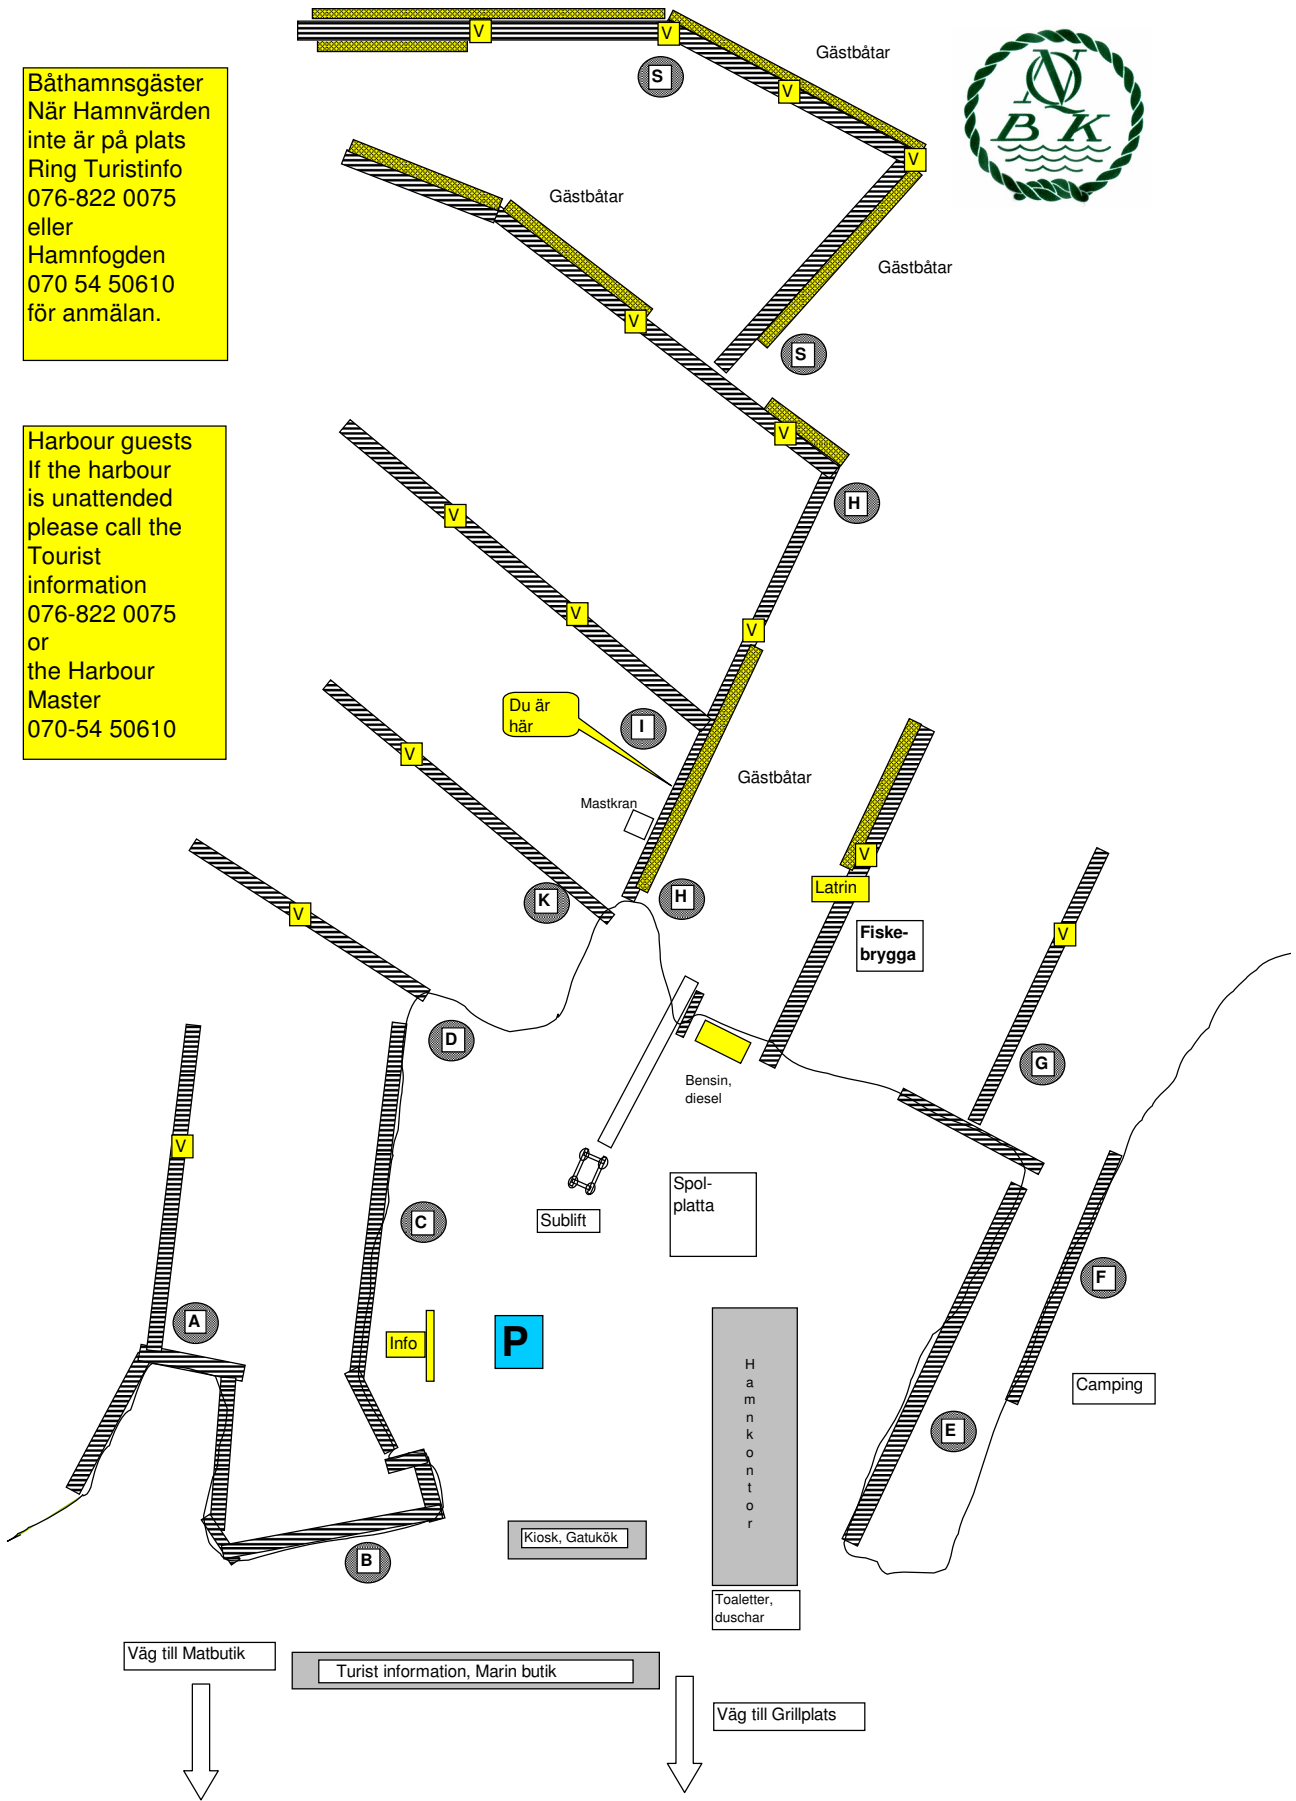 V
V
Gästbåtar
S
V
N Q
B K
V
Båthamnsgäster
När Hamnvärden
inte är på plats
Ring Turistinfo
076-822 0075
eller
Hamnfogden
070 54 50610
för anmälan.
Gästbåtar
Gästbåtar
V
S
V
Harbour guests
If the harbour
is unattended
please call the
Tourist
information
076-822 0075
or
the Harbour
Master
070-54 50610
H
V
V
V
Du är
här
I
V
Gästbåtar
Mastkran
V
Latrin
K
H
V
Fiske-
brygga
V
D
G
Bensin,
diesel
V
Spol-
platta
Sublift
C
F
A
Info
P
Hamnkontor
Camping
E
Kiosk, Gatukök
B
Toaletter,
duschar
Väg till Matbutik
Turist information, Marin butik
Väg till Grillplats